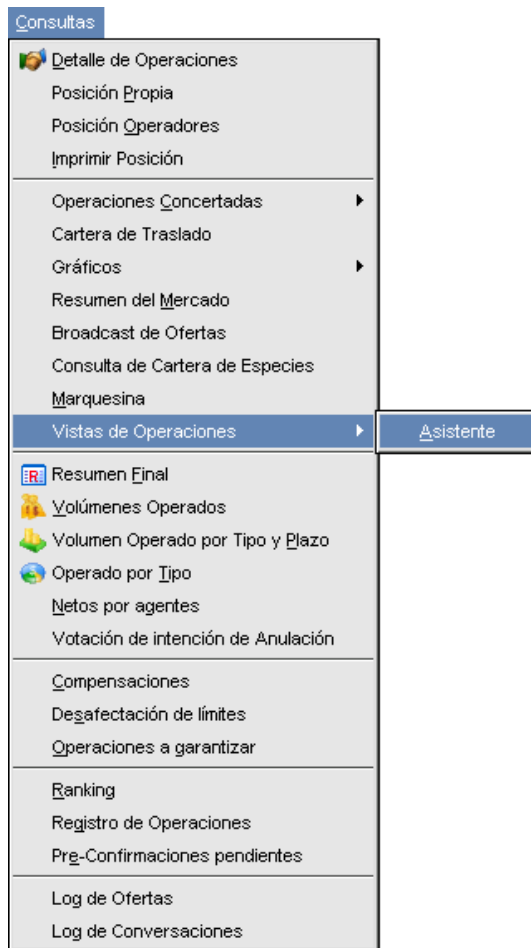 Consultas
Detalle de Operaciones
Posición Propia
Posición Operadores
Imprimir Posición
Operaciones Concertadas
Cartera de Traslado
Gráficos
Resumen del Mercado
Broadcast de Ofertas
Consulta de Cartera de Especies
Marquesina
Vistas de Operaciones
Asistente
Resumen Final
Volúmenes Operados
Volumen Operado por Tipo y Plazo
Operado por Tipo
Netos por agentes
Votación de intención de Anulación
Compensaciones
Desafectación de límites
Operaciones a garantizar
Ranking
Registro de Operaciones
Pre-Confirmaciones pendientes
Log de Ofertas
Log de Conversaciones